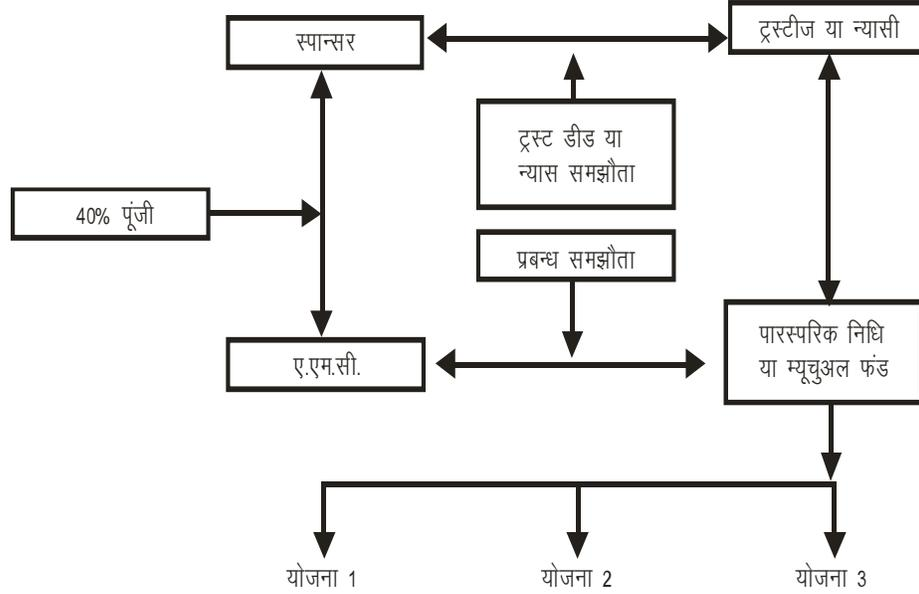 स्पान्सर
ट्रस्टीज या न्यासी
ट्रस्ट डीड या
न्यास समझौता
40% पूंजी
प्रबन्ध समझौता
ए.एम.सी.
पारस्परिक निधि
या म्यूचुअल फंड
योजना 1
योजना 2
योजना 3